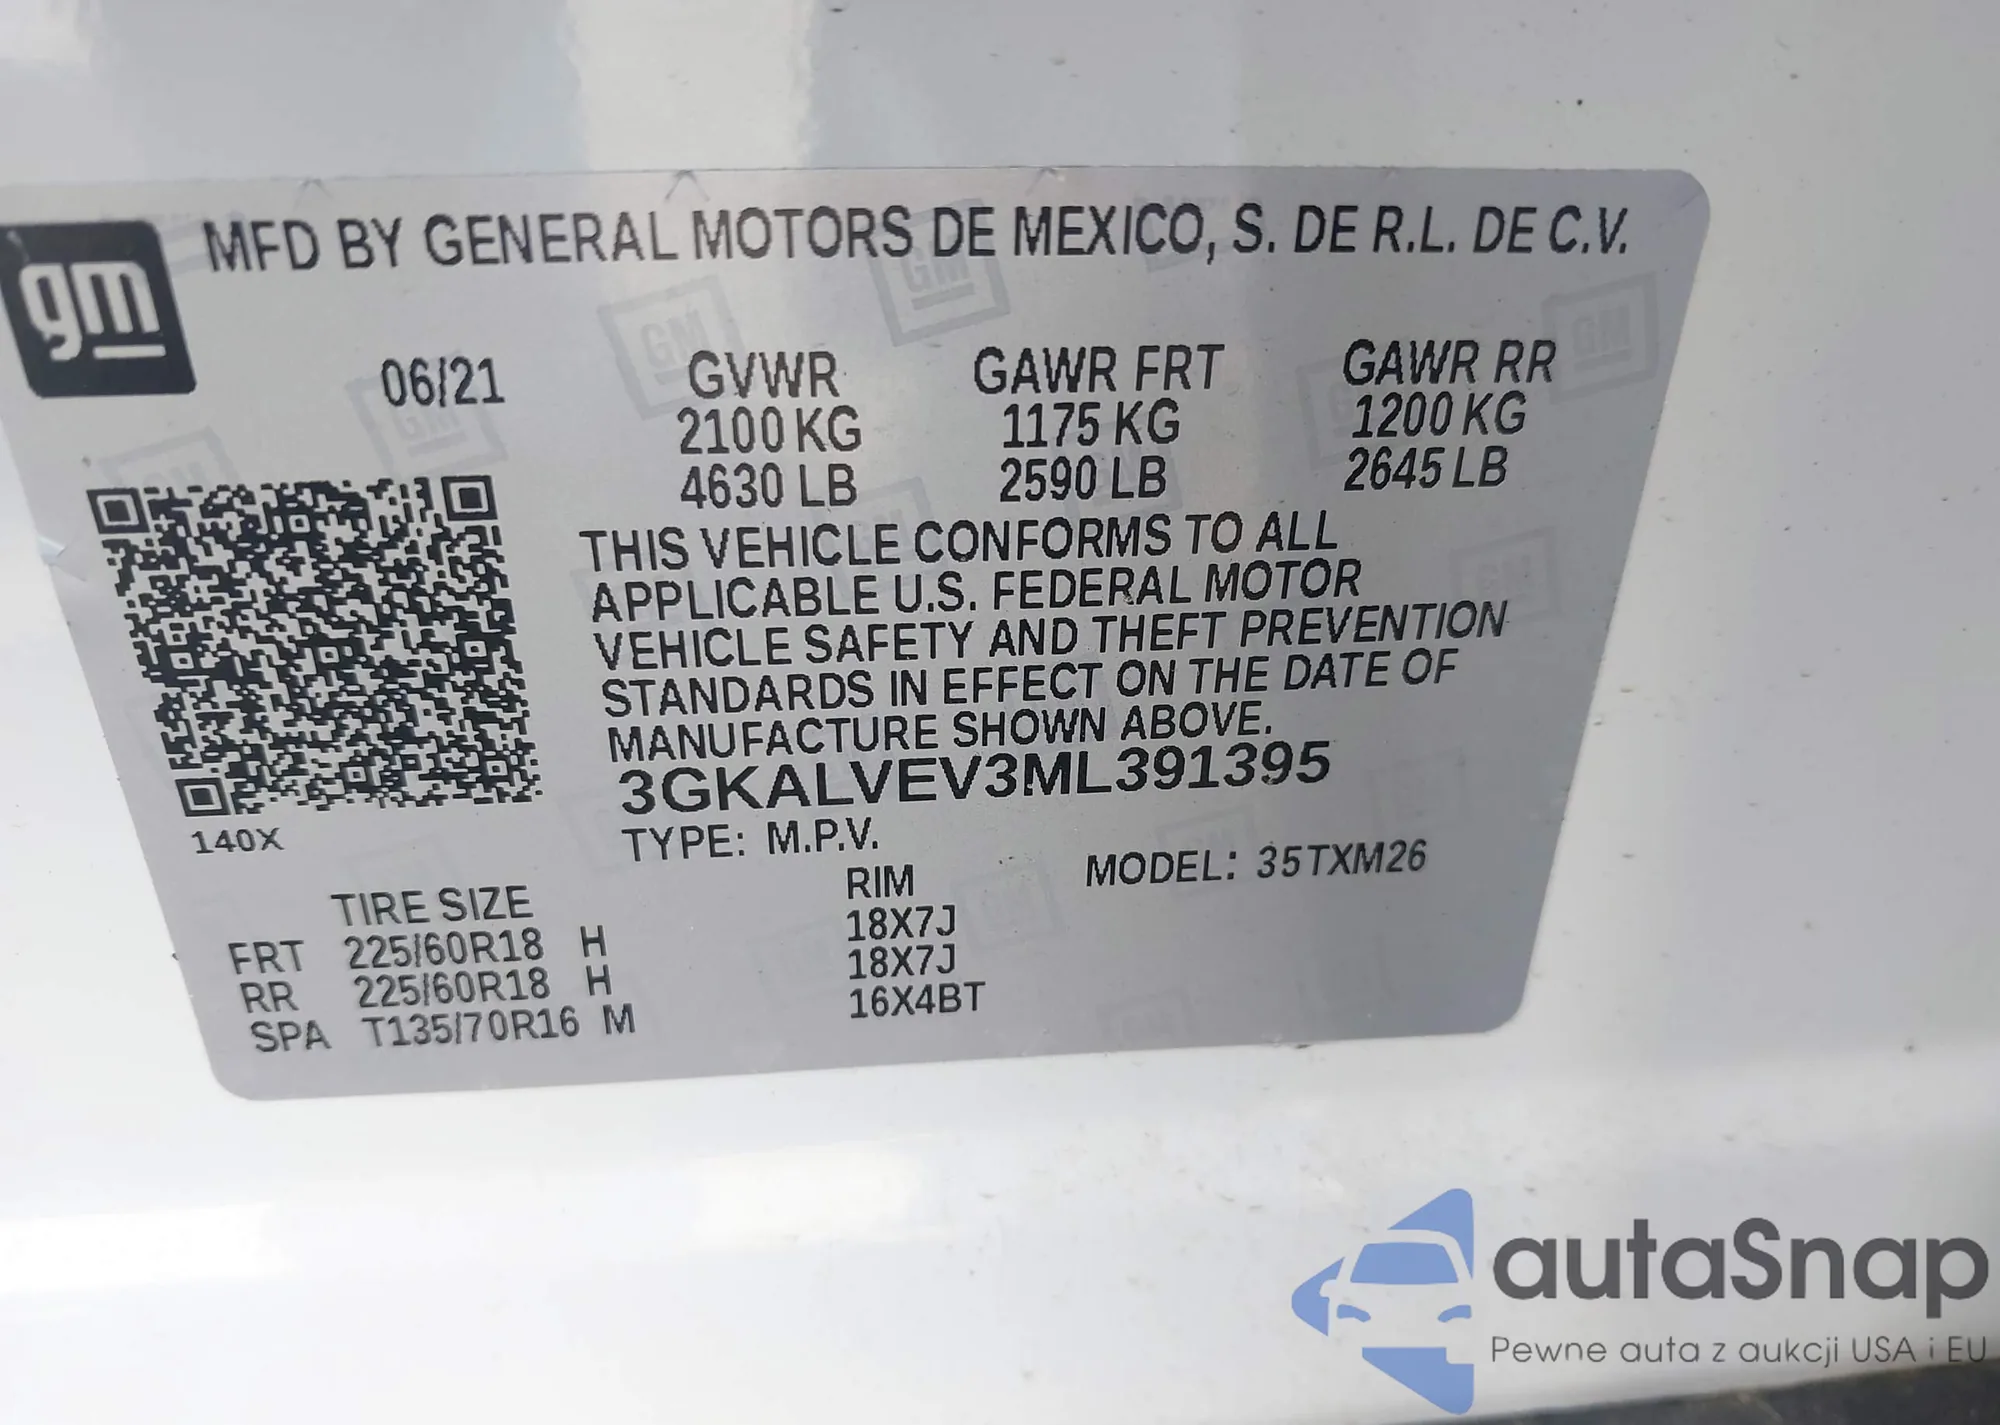 gm
MFD BY GENERAL MOTORS DE MEXICO, S. DE R.L. DE C.V.
06/21 GVWR GAWR FRT GAWR RR
2100 KG 1175 KG 1200 KG
4630 LB 2590 LB 2645 LB
THIS VEHICLE CONFORMS TO ALL
APPLICABLE U.S. FEDERAL MOTOR
VEHICLE SAFETY AND THEFT PREVENTION
STANDARDS IN EFFECT ON THE DATE OF
MANUFACTURE SHOWN ABOVE.
3GKALVEV3ML391395
140X
TYPE: M.P.V.
MODEL: 35TXM26
TIRE SIZE RIM
FRT 225/60R18 H 18X7J
RR 225/60R18 H 18X7J
SPA T135/70R16 M 16X4BT
autaSnap
Pewne auta z aukcji USA i EU